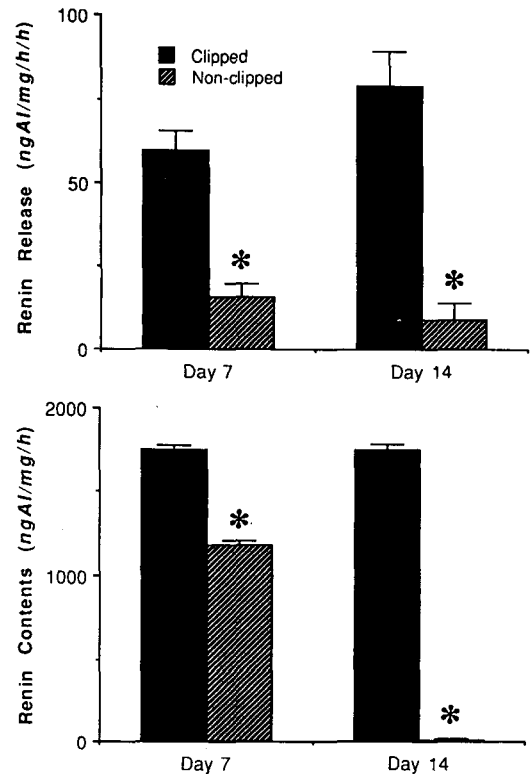 100
50
0
Renin Release (ngAI/mg/h/h)
Clipped
Non-clipped
*
*
Day 7
Day 14
2000
1000
0
Renin Contents (ngAI/mg/h)
*
*
Day 7
Day 14